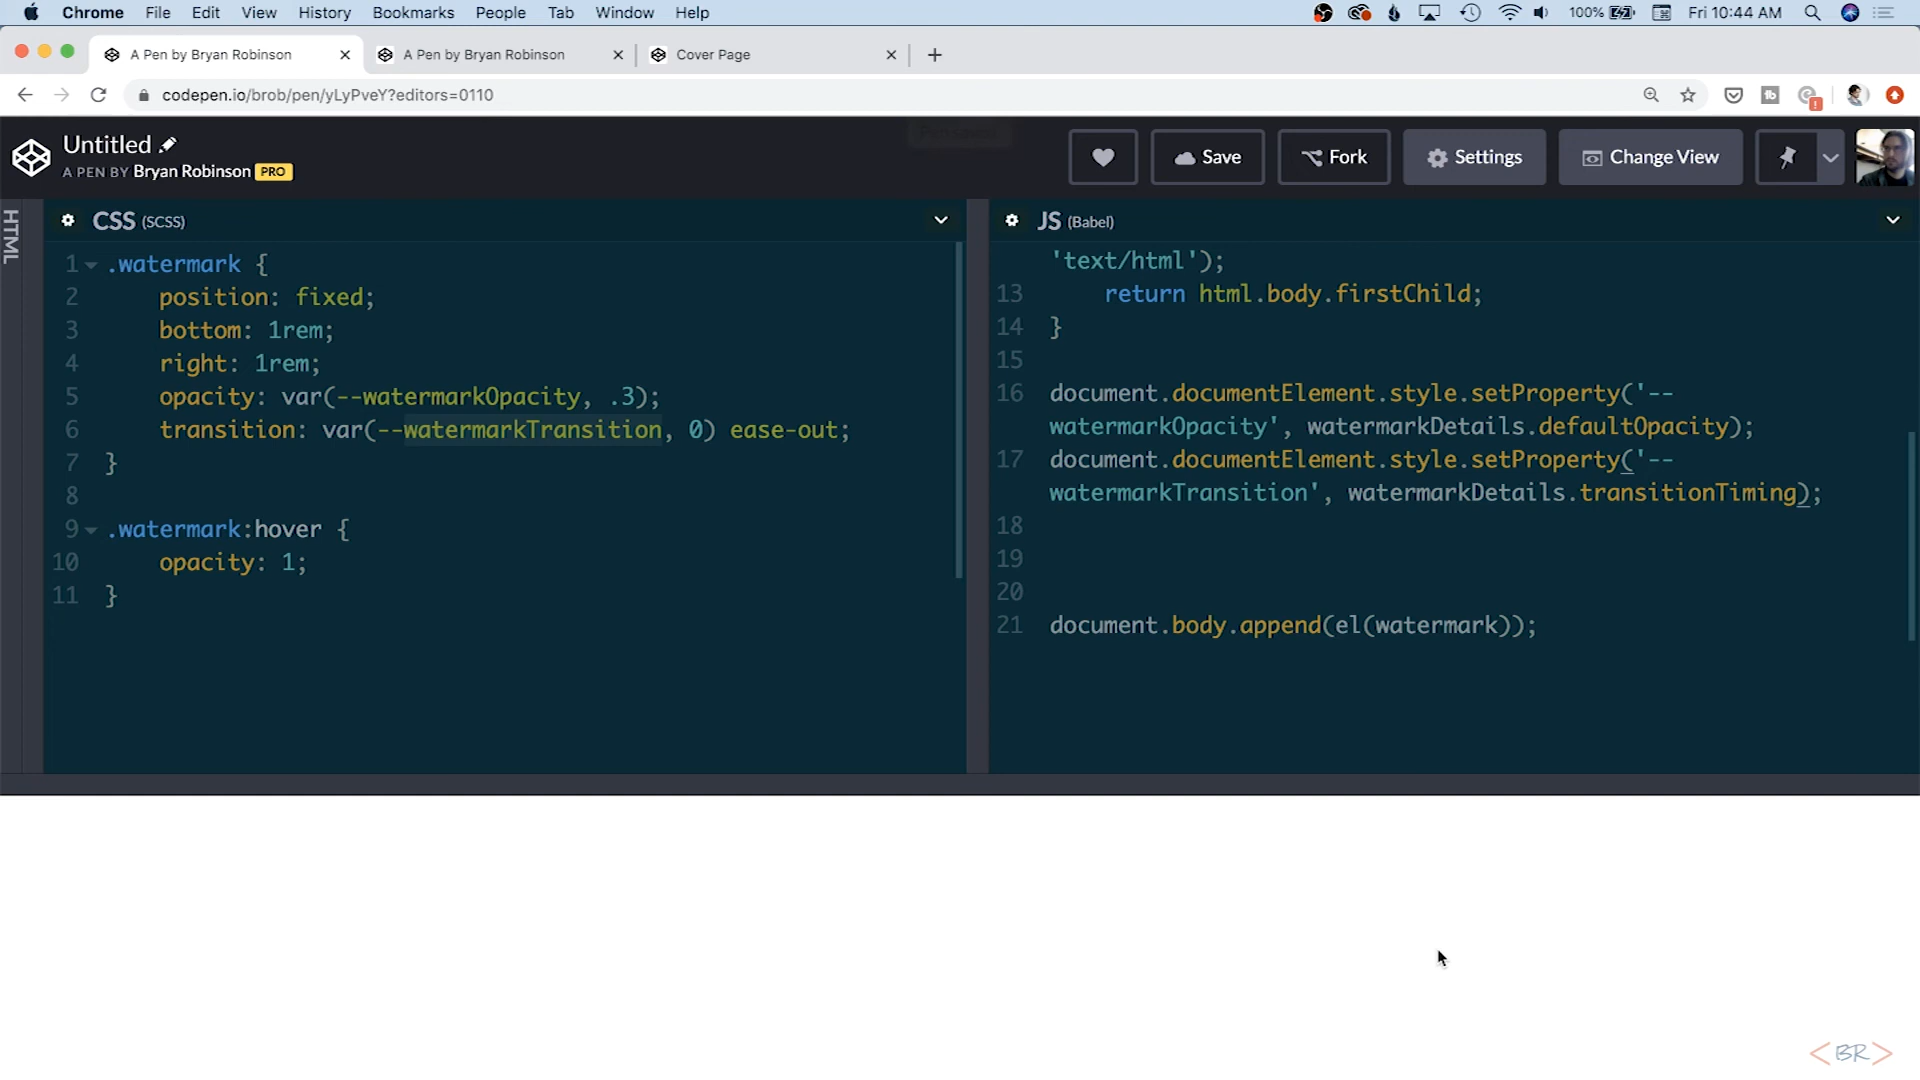 Chrome File Edit View History Bookmarks People Tab Window Help 100% Fri 10:44 AM
A Pen by Bryan Robinson A Pen by Bryan Robinson Cover Page
codepen.io/brob/pen/yLyPveY?editors=0110
Untitled
A PEN BY Bryan Robinson PRO
Save Fork Settings Change View
HTML
CSS (SCSS)
1 .watermark {
2 position: fixed;
3 bottom: 1rem;
4 right: 1rem;
5 opacity: var(--watermarkOpacity, .3);
6 transition: var(--watermarkTransition, 0) ease-out;
7 }
8
9 .watermark:hover {
10 opacity: 1;
11 }
JS (Babel)
'text/html');
13 return html.body.firstChild;
14 }
15
16 document.documentElement.style.setProperty('--
watermarkOpacity', watermarkDetails.defaultOpacity);
17 document.documentElement.style.setProperty('--
watermarkTransition', watermarkDetails.transitionTiming);
18
19
20
21 document.body.append(el(watermark));
<BR>